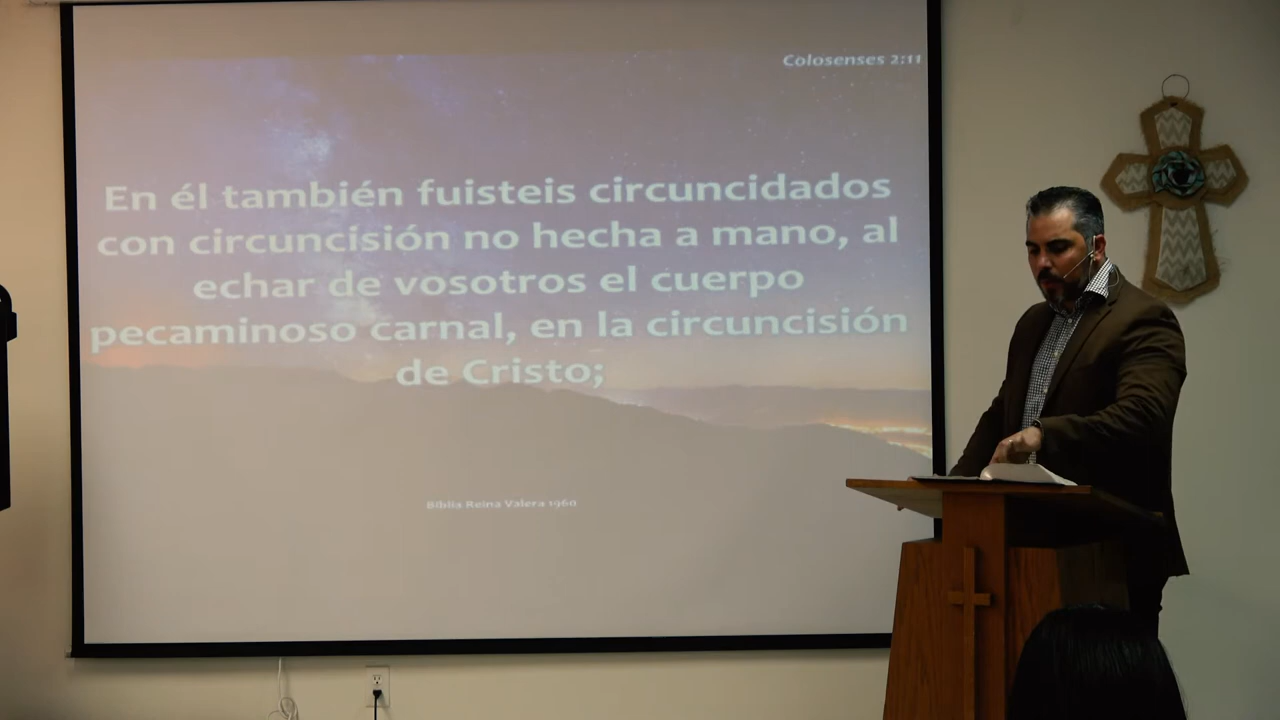 Colosenses 2:11
En él también fuisteis circuncidados
con circuncisión no hecha a mano, al
echar de vosotros el cuerpo
pecaminoso carnal, en la circuncisión
de Cristo;
Biblia Reina Valera 1960